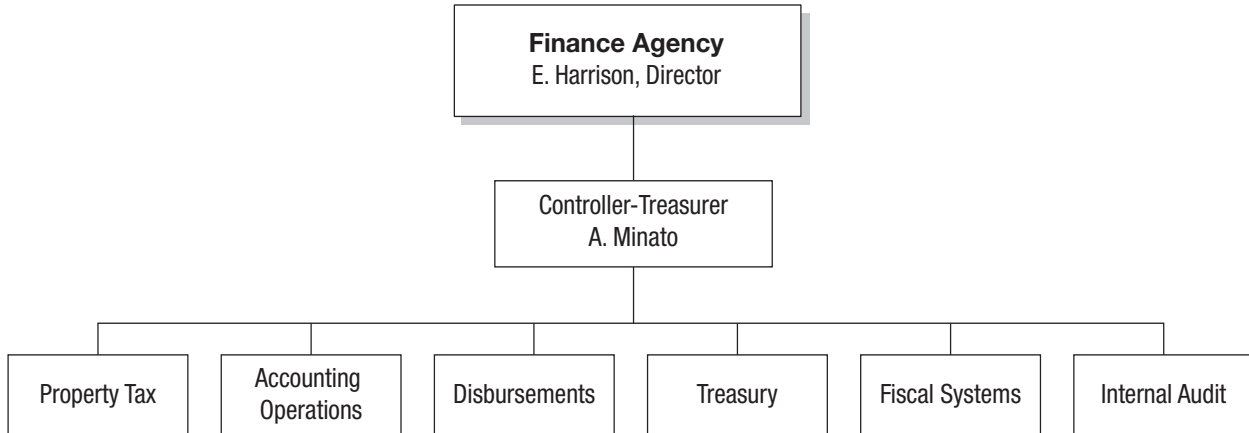 Finance Agency
E. Harrison, Director
Controller-Treasurer
A. Minato
Property Tax
Accounting
Operations
Disbursements
Treasury
Fiscal Systems
Internal Audit